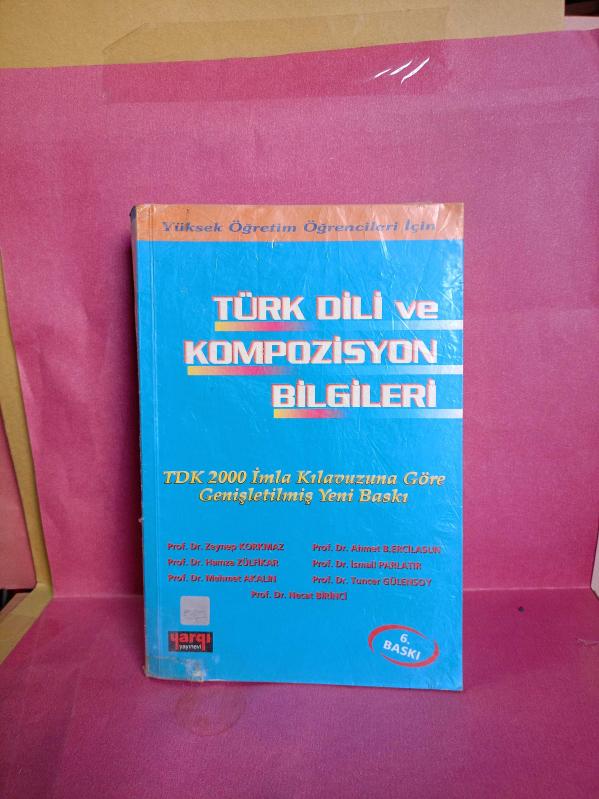 Yüksek Öğretim Öğrencileri İçin
TÜRK DİLİ ve
KOMPOZİSYON
BİLGİLERİ
TDK 2000 İmla Kılavuzuna Göre
Genişletilmiş Yeni Baskı
Prof. Dr. Zeynep KORKMAZ
Prof. Dr. Ahmet B.ERCİLASUN
Prof. Dr. Hamza ZÜLFİKAR
Prof. Dr. İsmail PARLATIR
Prof. Dr. Mehmet AKALIN
Prof. Dr. Tuncer GÜLENSOY
Prof. Dr. Necat BİRİNCİ
yargı
yayınevi
6.
BASKI